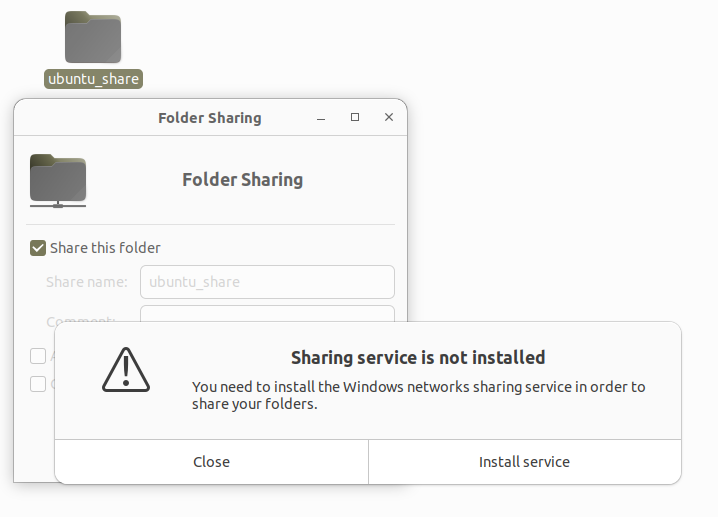 ubuntu_share
Folder Sharing
Folder Sharing
Share this folder
Share name: ubuntu_share
Comment:
Sharing service is not installed
You need to install the Windows networks sharing service in order to
share your folders.
Close Install service